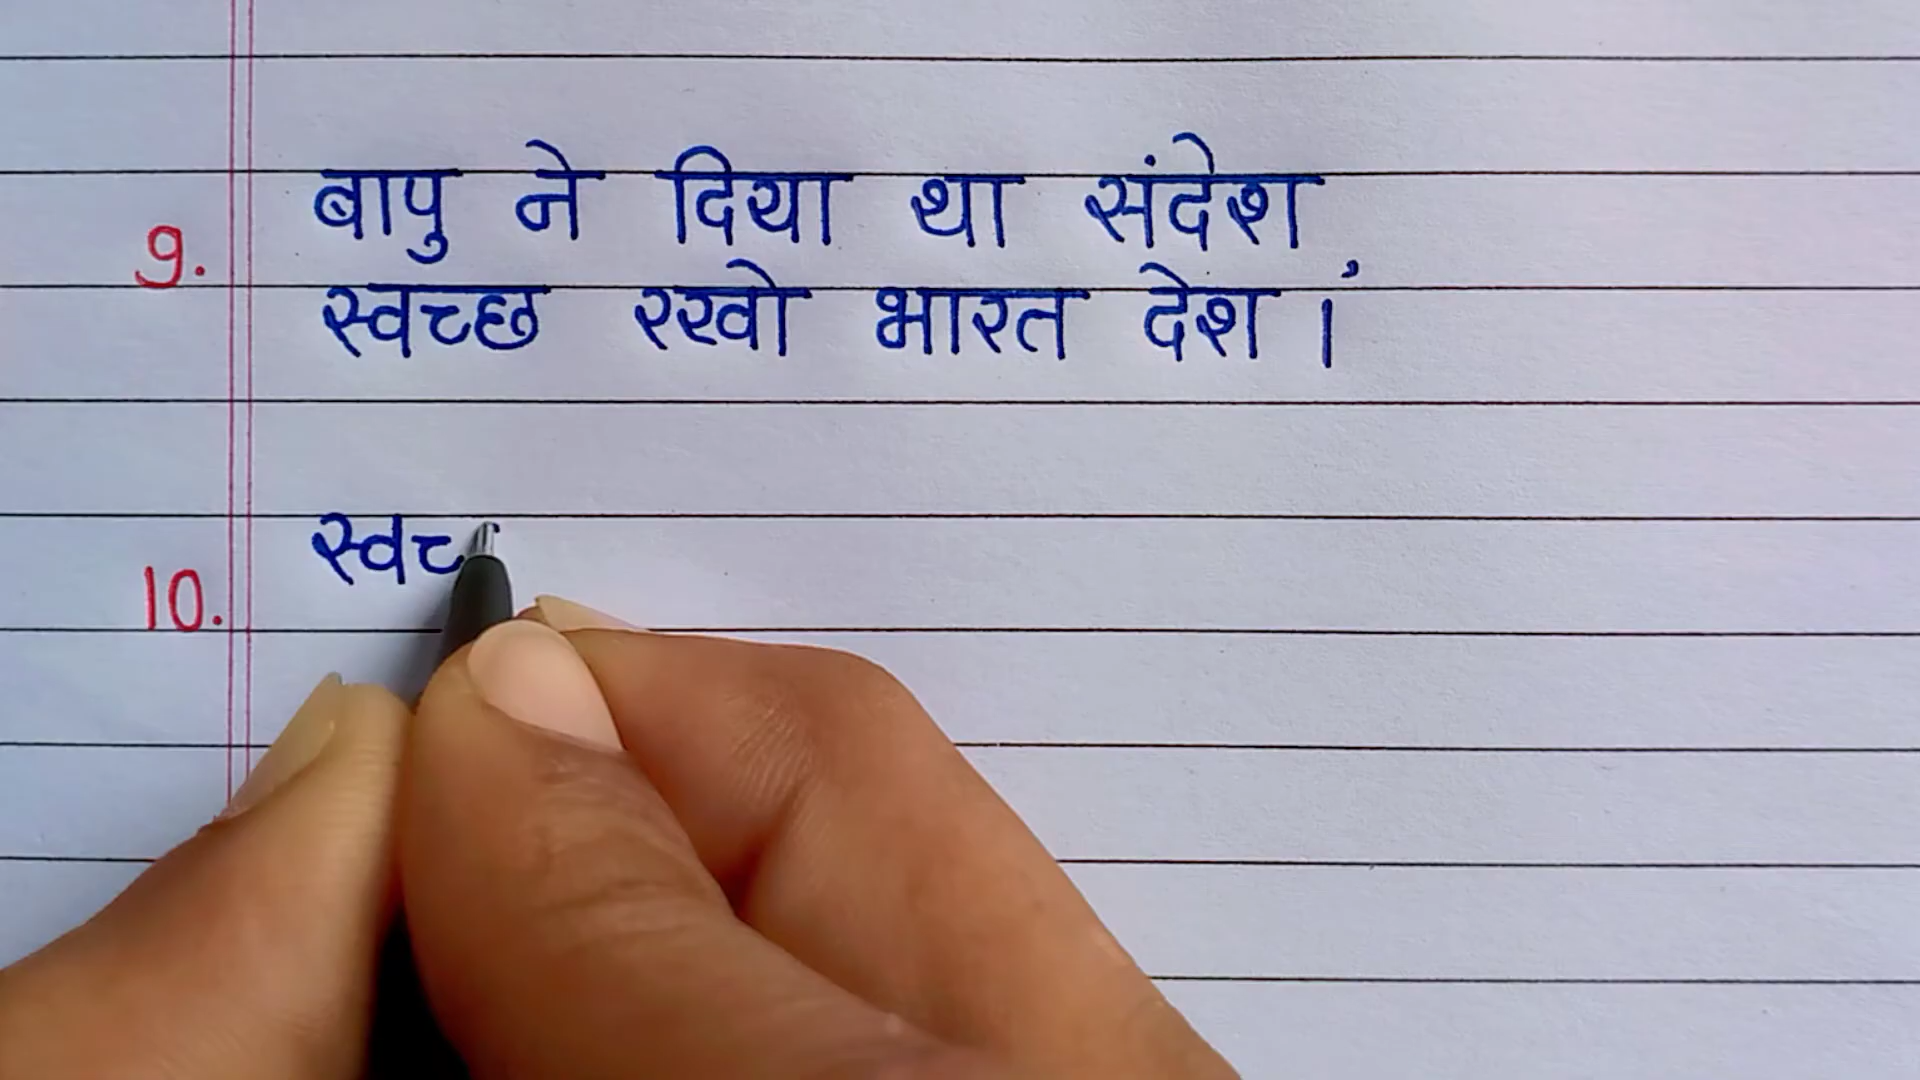 9. बापु ने दिया था संदेश,
स्वच्छ रखो भारत देश ।
10. स्वच